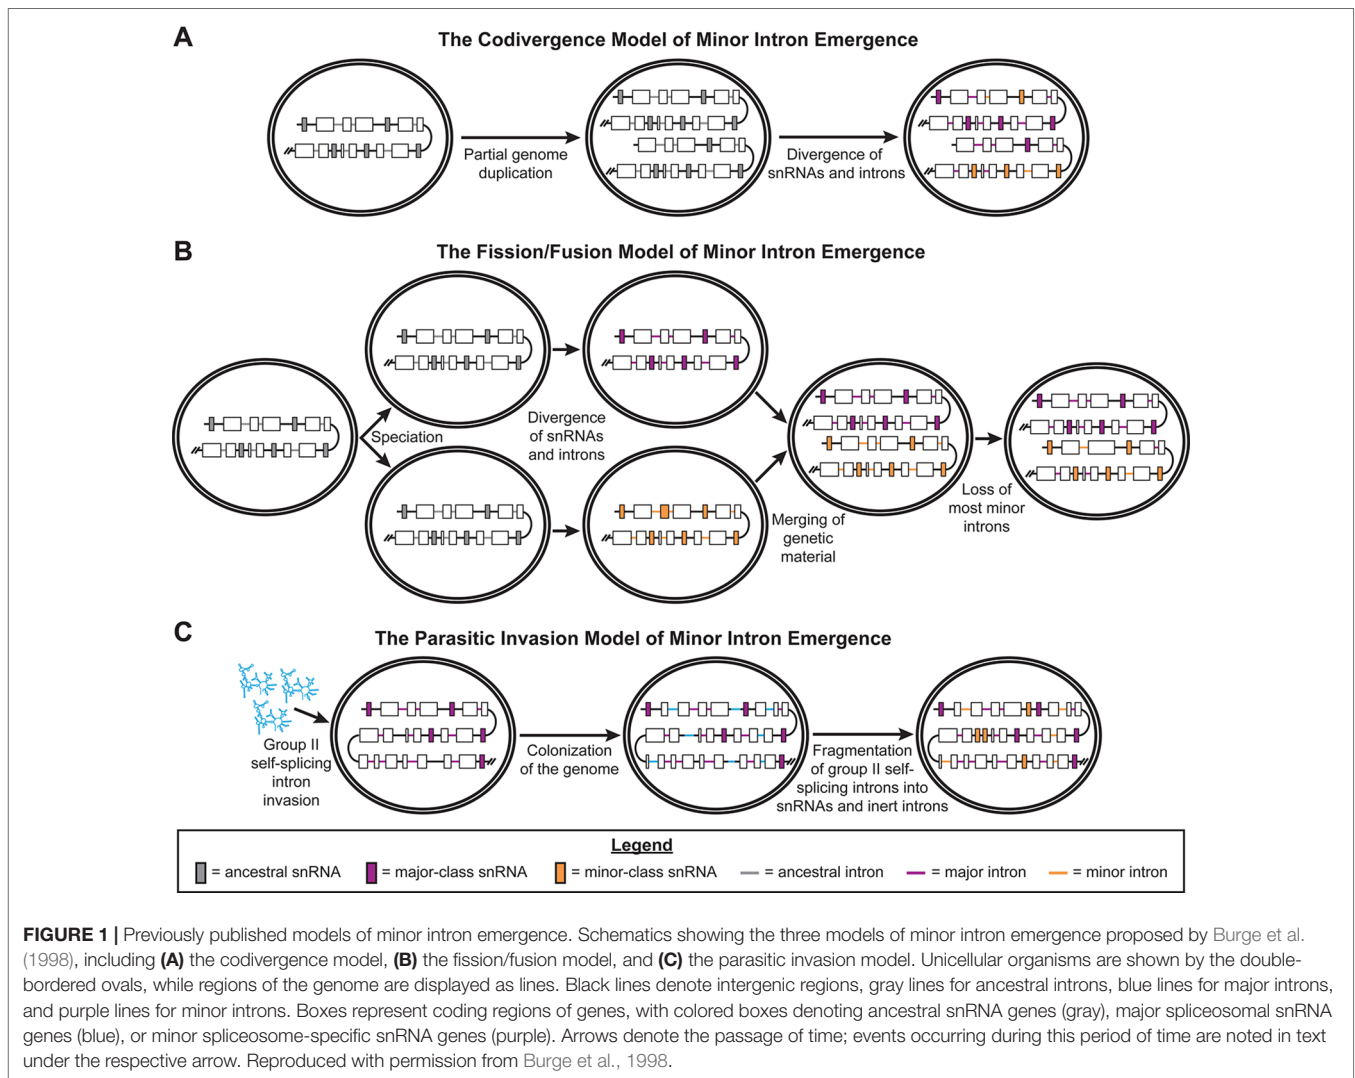 A
The Codivergence Model of Minor Intron Emergence
Partial genome
duplication
Divergence of
snRNAs and introns
B
The Fission/Fusion Model of Minor Intron Emergence
Speciation
Divergence
of snRNAs
and introns
Merging of
genetic
material
Loss of
most minor
introns
C
The Parasitic Invasion Model of Minor Intron Emergence
Group II
self-splicing
intron
invasion
Colonization
of the genome
Fragmentation
of group II self-
splicing introns into
snRNAs and inert introns
Legend
= ancestral snRNA = major-class snRNA = minor-class snRNA = ancestral intron = major intron = minor intron
FIGURE 1 | Previously published models of minor intron emergence. Schematics showing the three models of minor intron emergence proposed by Burge et al.
(1998), including (A) the codivergence model, (B) the fission/fusion model, and (C) the parasitic invasion model. Unicellular organisms are shown by the double-
bordered ovals, while regions of the genome are displayed as lines. Black lines denote intergenic regions, gray lines for ancestral introns, blue lines for major introns,
and purple lines for minor introns. Boxes represent coding regions of genes, with colored boxes denoting ancestral snRNA genes (gray), major spliceosomal snRNA
genes (blue), or minor spliceosome-specific snRNA genes (purple). Arrows denote the passage of time; events occurring during this period of time are noted in text
under the respective arrow. Reproduced with permission from Burge et al., 1998.